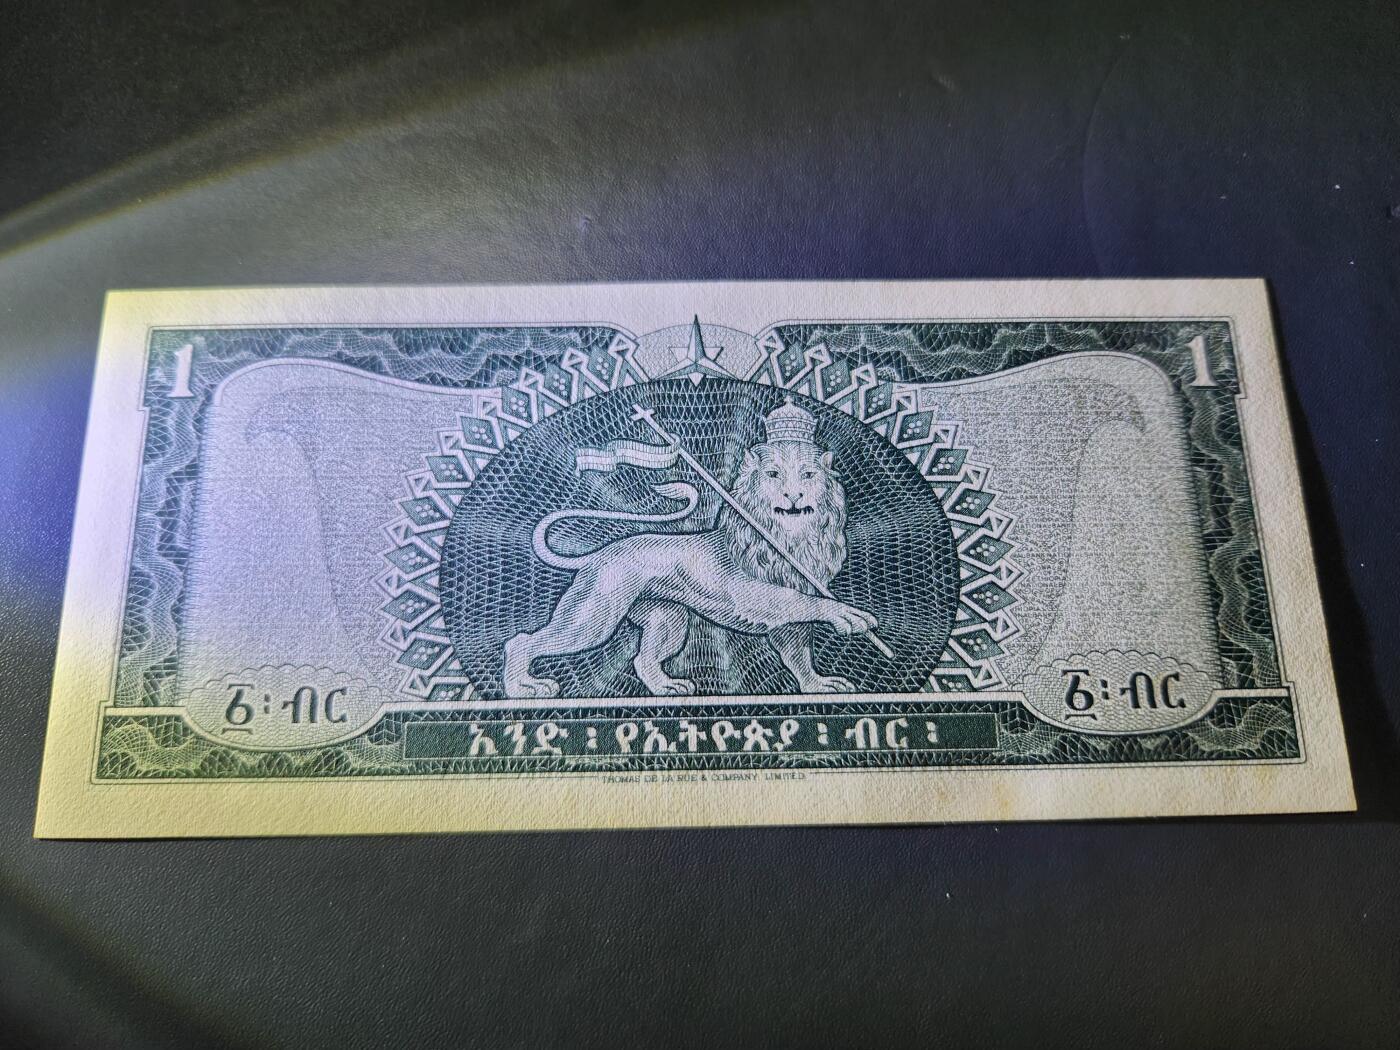 1 1
፩፡ብር ፩፡ብር
አንድ ፡ የኢትዮጵያ ፡ ብር ፡
THOMAS DE LA RUE & COMPANY, LIMITED.